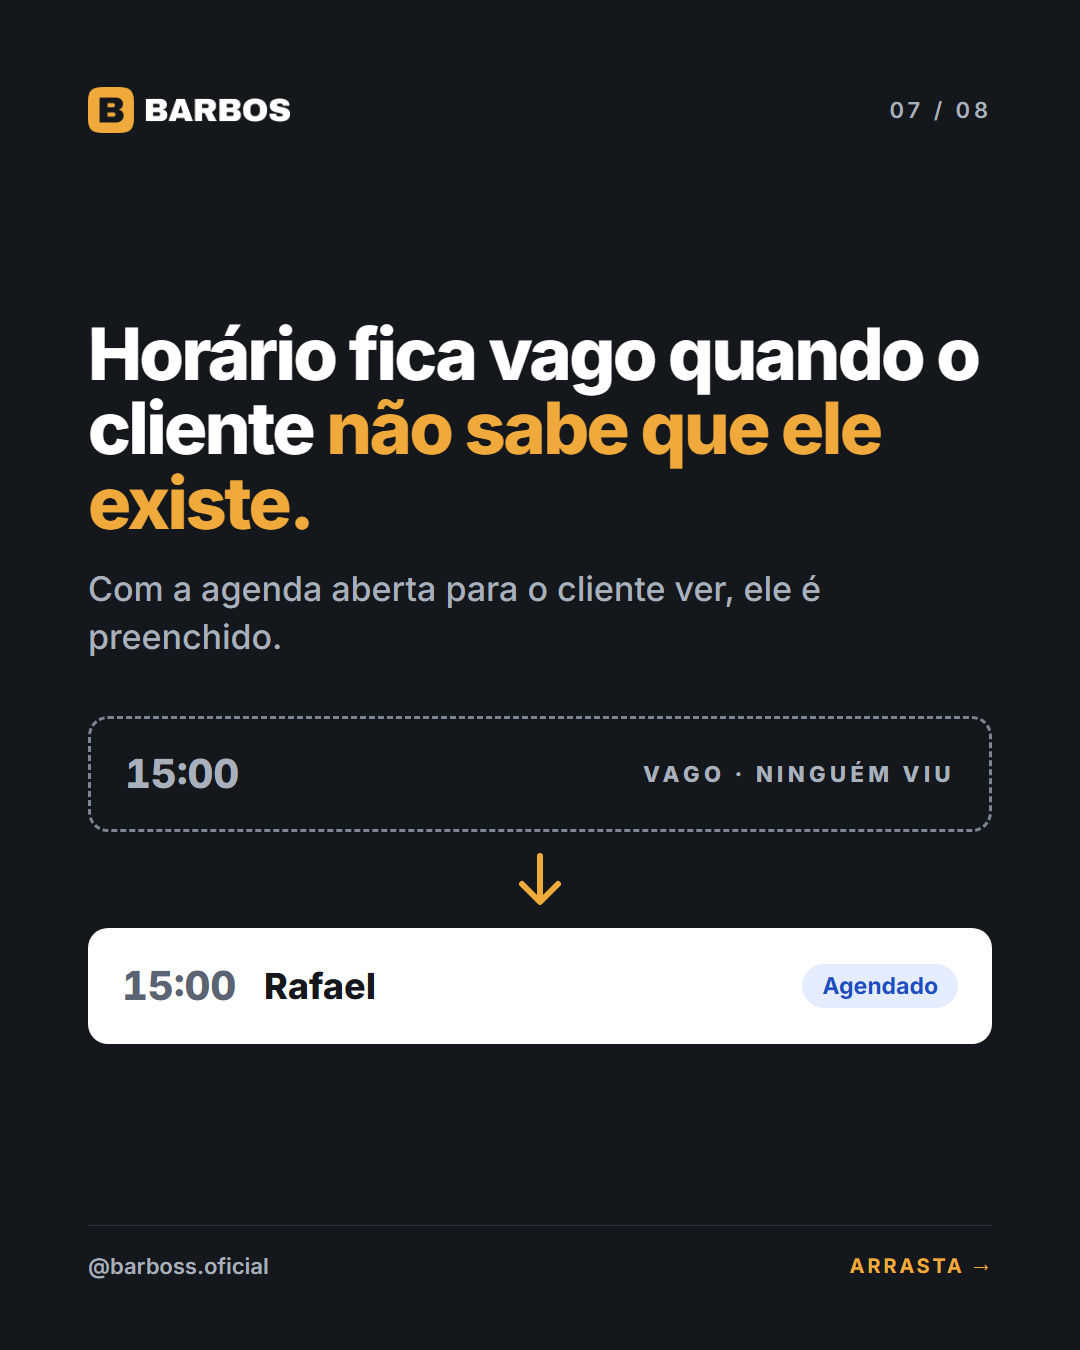 B BARBOS
07 / 08
Horário fica vago quando o
cliente não sabe que ele
existe.
Com a agenda aberta para o cliente ver, ele é
preenchido.
15:00 VAGO · NINGUÉM VIU
15:00 Rafael Agendado
@barboss.oficial
ARRASTA →